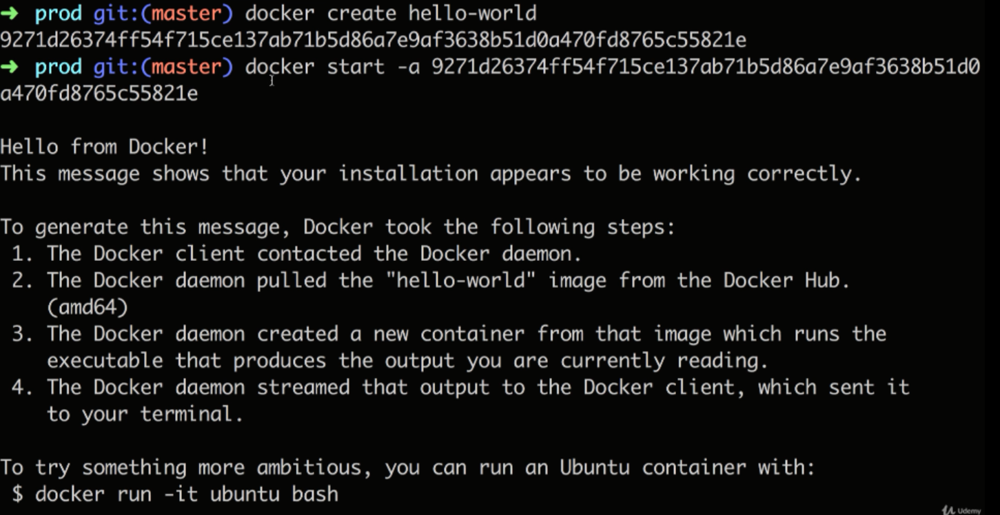 ➜ prod git:(master) docker create hello-world
9271d26374ff54f715ce137ab71b5d86a7e9af3638b51d0a470fd8765c55821e
➜ prod git:(master) docker start -a 9271d26374ff54f715ce137ab71b5d86a7e9af3638b51d0
a470fd8765c55821e
Hello from Docker!
This message shows that your installation appears to be working correctly.
To generate this message, Docker took the following steps:
1. The Docker client contacted the Docker daemon.
2. The Docker daemon pulled the "hello-world" image from the Docker Hub.
(amd64)
3. The Docker daemon created a new container from that image which runs the
executable that produces the output you are currently reading.
4. The Docker daemon streamed that output to the Docker client, which sent it
to your terminal.
To try something more ambitious, you can run an Ubuntu container with:
$ docker run -it ubuntu bash
Udemy